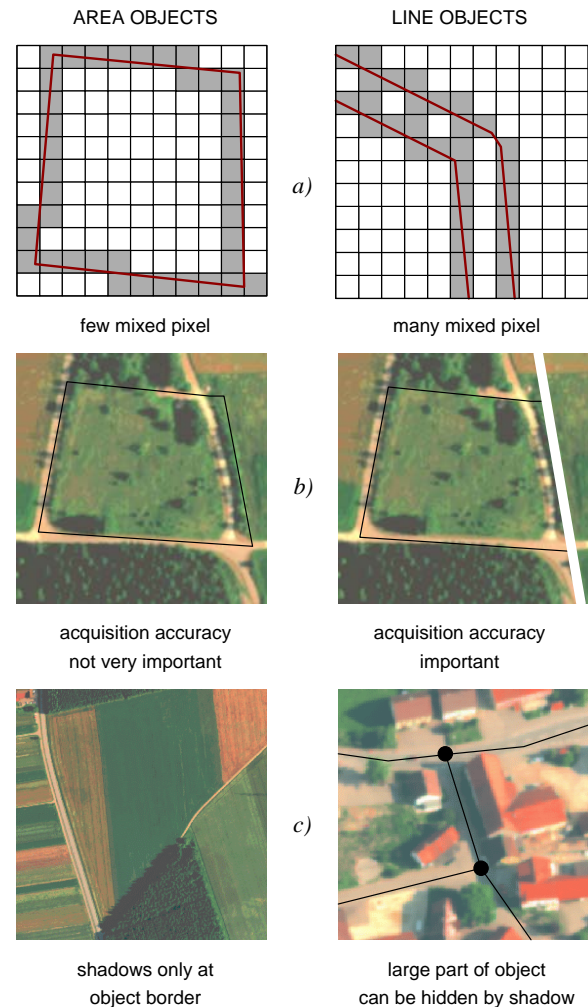 AREA OBJECTS
LINE OBJECTS
a)
few mixed pixel
many mixed pixel
b)
acquisition accuracy
not very important
acquisition accuracy
important
c)
shadows only at
object border
large part of object
can be hidden by shadow